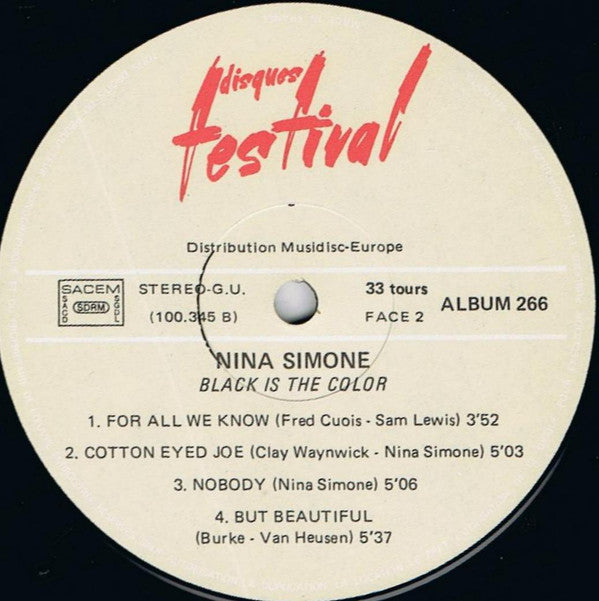 disques
festival
Distribution Musidisc-Europe
SACEM
SACD
SDRM
SGDL
STEREO-G.U.
(100.345 B)
33 tours
FACE 2
ALBUM 266
NINA SIMONE
BLACK IS THE COLOR
1. FOR ALL WE KNOW (Fred Cuois - Sam Lewis) 3'52
2. COTTON EYED JOE (Clay Waynwick - Nina Simone) 5'03
3. NOBODY (Nina Simone) 5'06
4. BUT BEAUTIFUL
(Burke - Van Heusen) 5'37